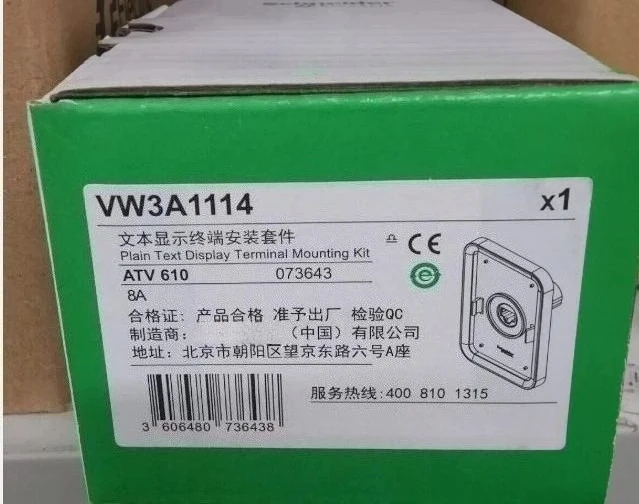 Schneider
VW3A1114 x1
文本显示终端安装套件
Plain Text Display Terminal Mounting Kit
CE
ATV 610 073643
8A
合格证: 产品合格 准予出厂 检验QC
制造商: （中国）有限公司
地址: 北京市朝阳区望京东路六号A座
服务热线:400 810 1315
3 606480 736438